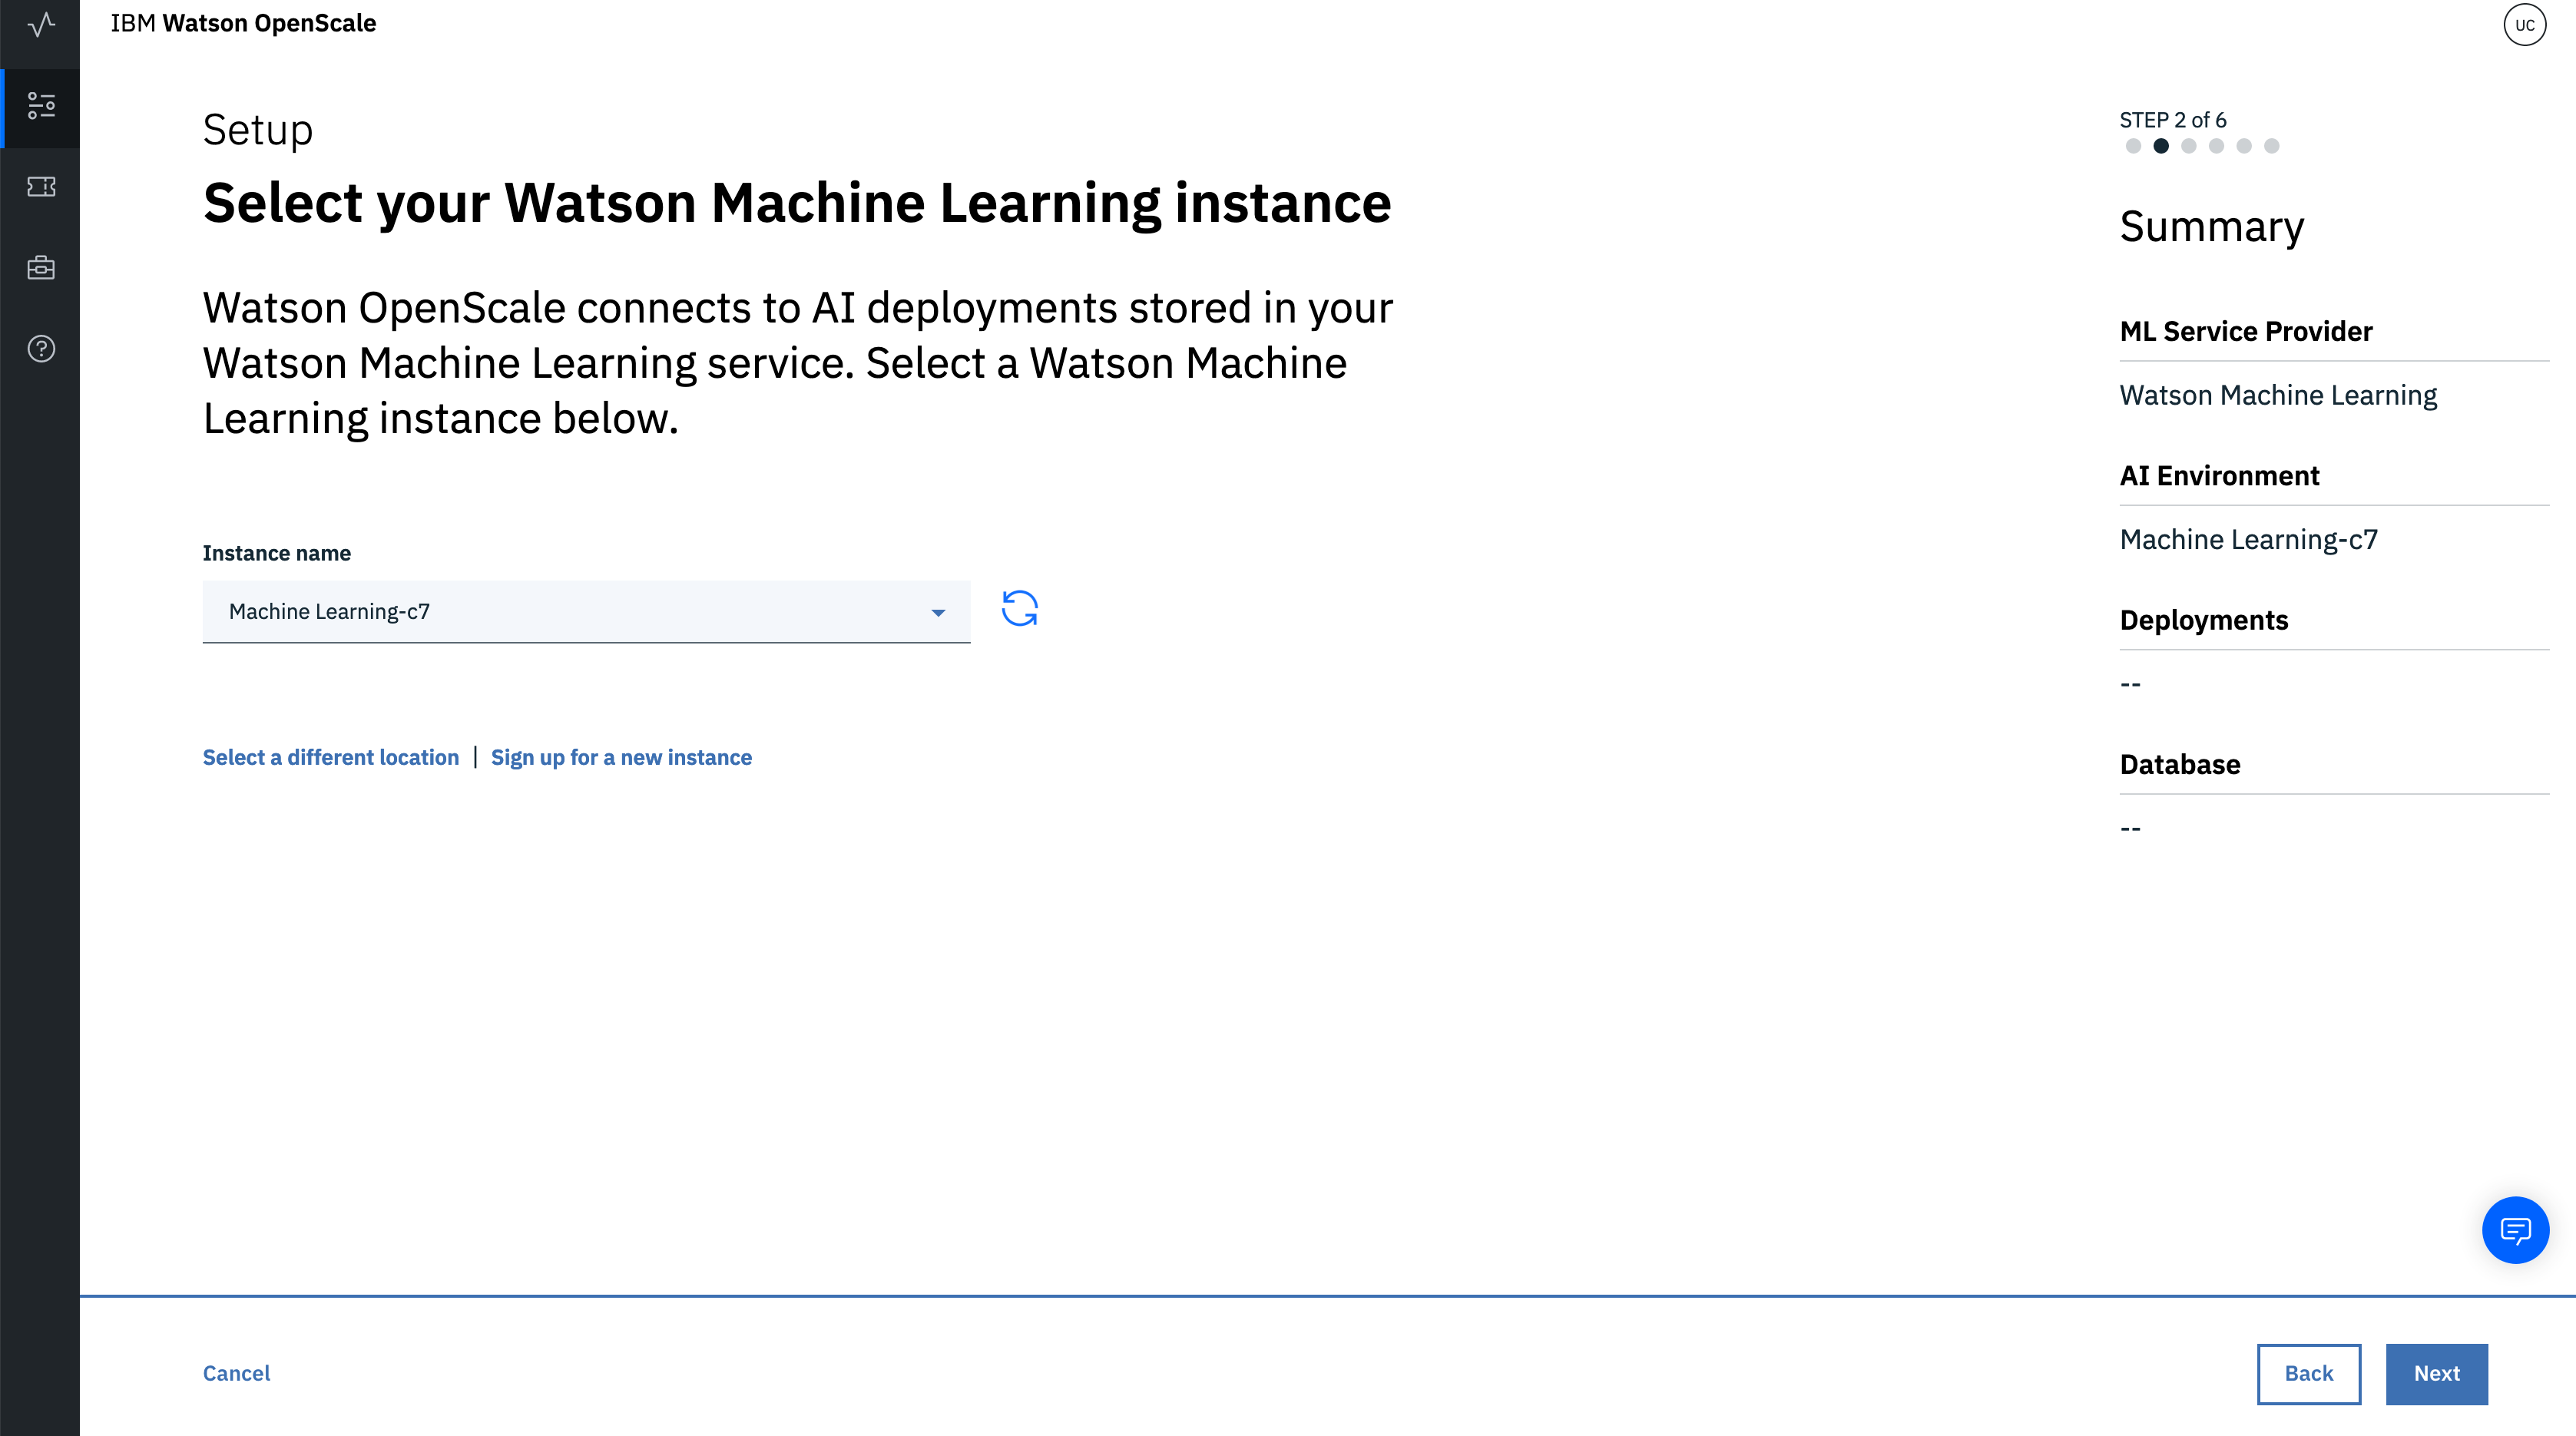 IBM Watson OpenScale
UC
Setup
Select your Watson Machine Learning instance
Watson OpenScale connects to AI deployments stored in your
Watson Machine Learning service. Select a Watson Machine
Learning instance below.
Instance name
Machine Learning-c7
Select a different location | Sign up for a new instance
STEP 2 of 6
Summary
ML Service Provider
Watson Machine Learning
AI Environment
Machine Learning-c7
Deployments
--
Database
--
Cancel
Back
Next